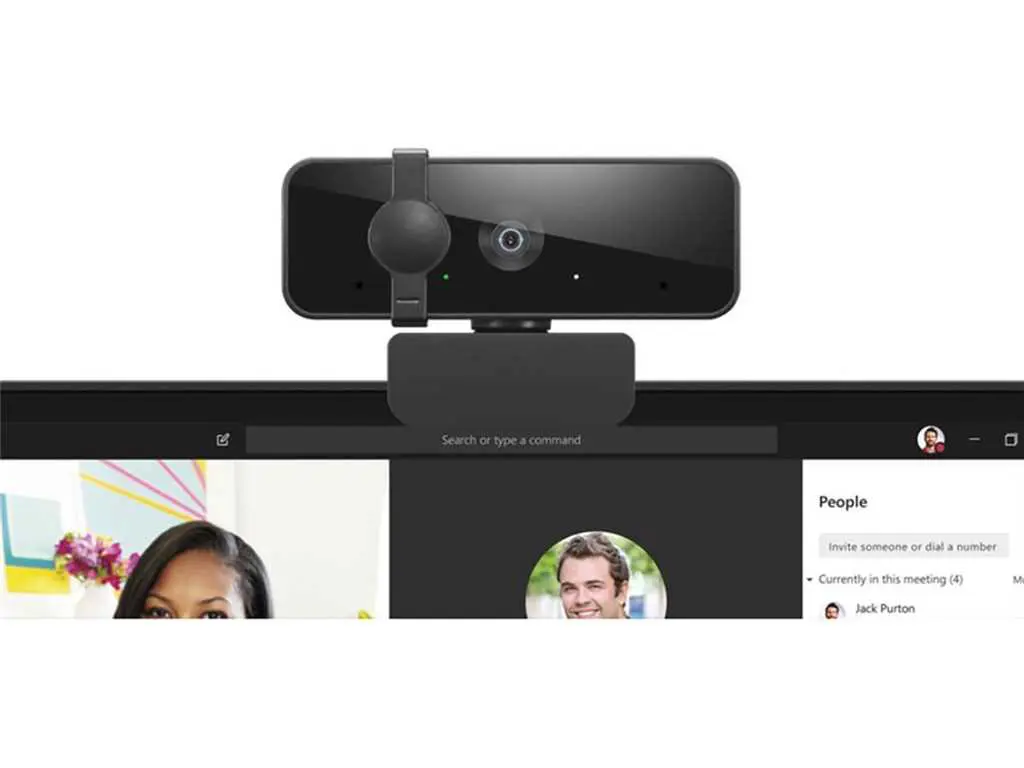 Search or type a command
People
Invite someone or dial a number
Currently in this meeting (4)
Jack Purton